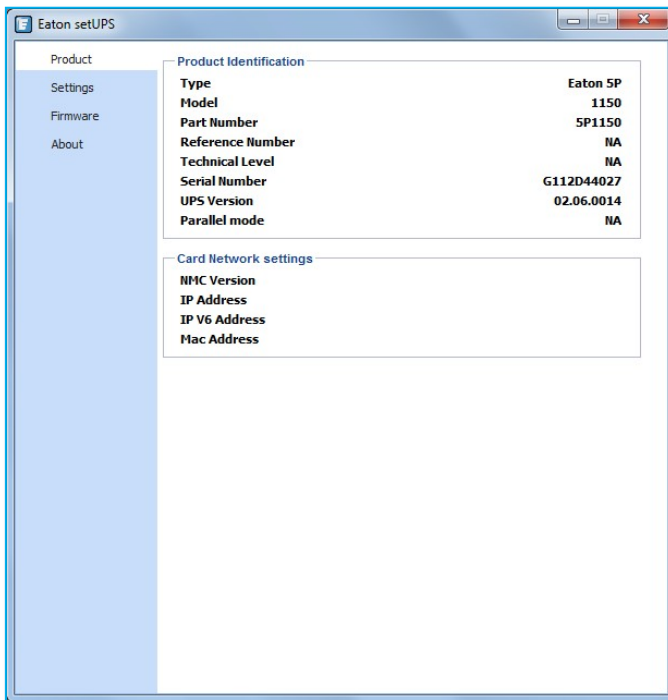 Eaton setUPS
Product
Settings
Firmware
About
Product Identification
Type Eaton 5P
Model 1150
Part Number 5P1150
Reference Number NA
Technical Level NA
Serial Number G112D44027
UPS Version 02.06.0014
Parallel mode NA
Card Network settings
NMC Version
IP Address
IP V6 Address
Mac Address